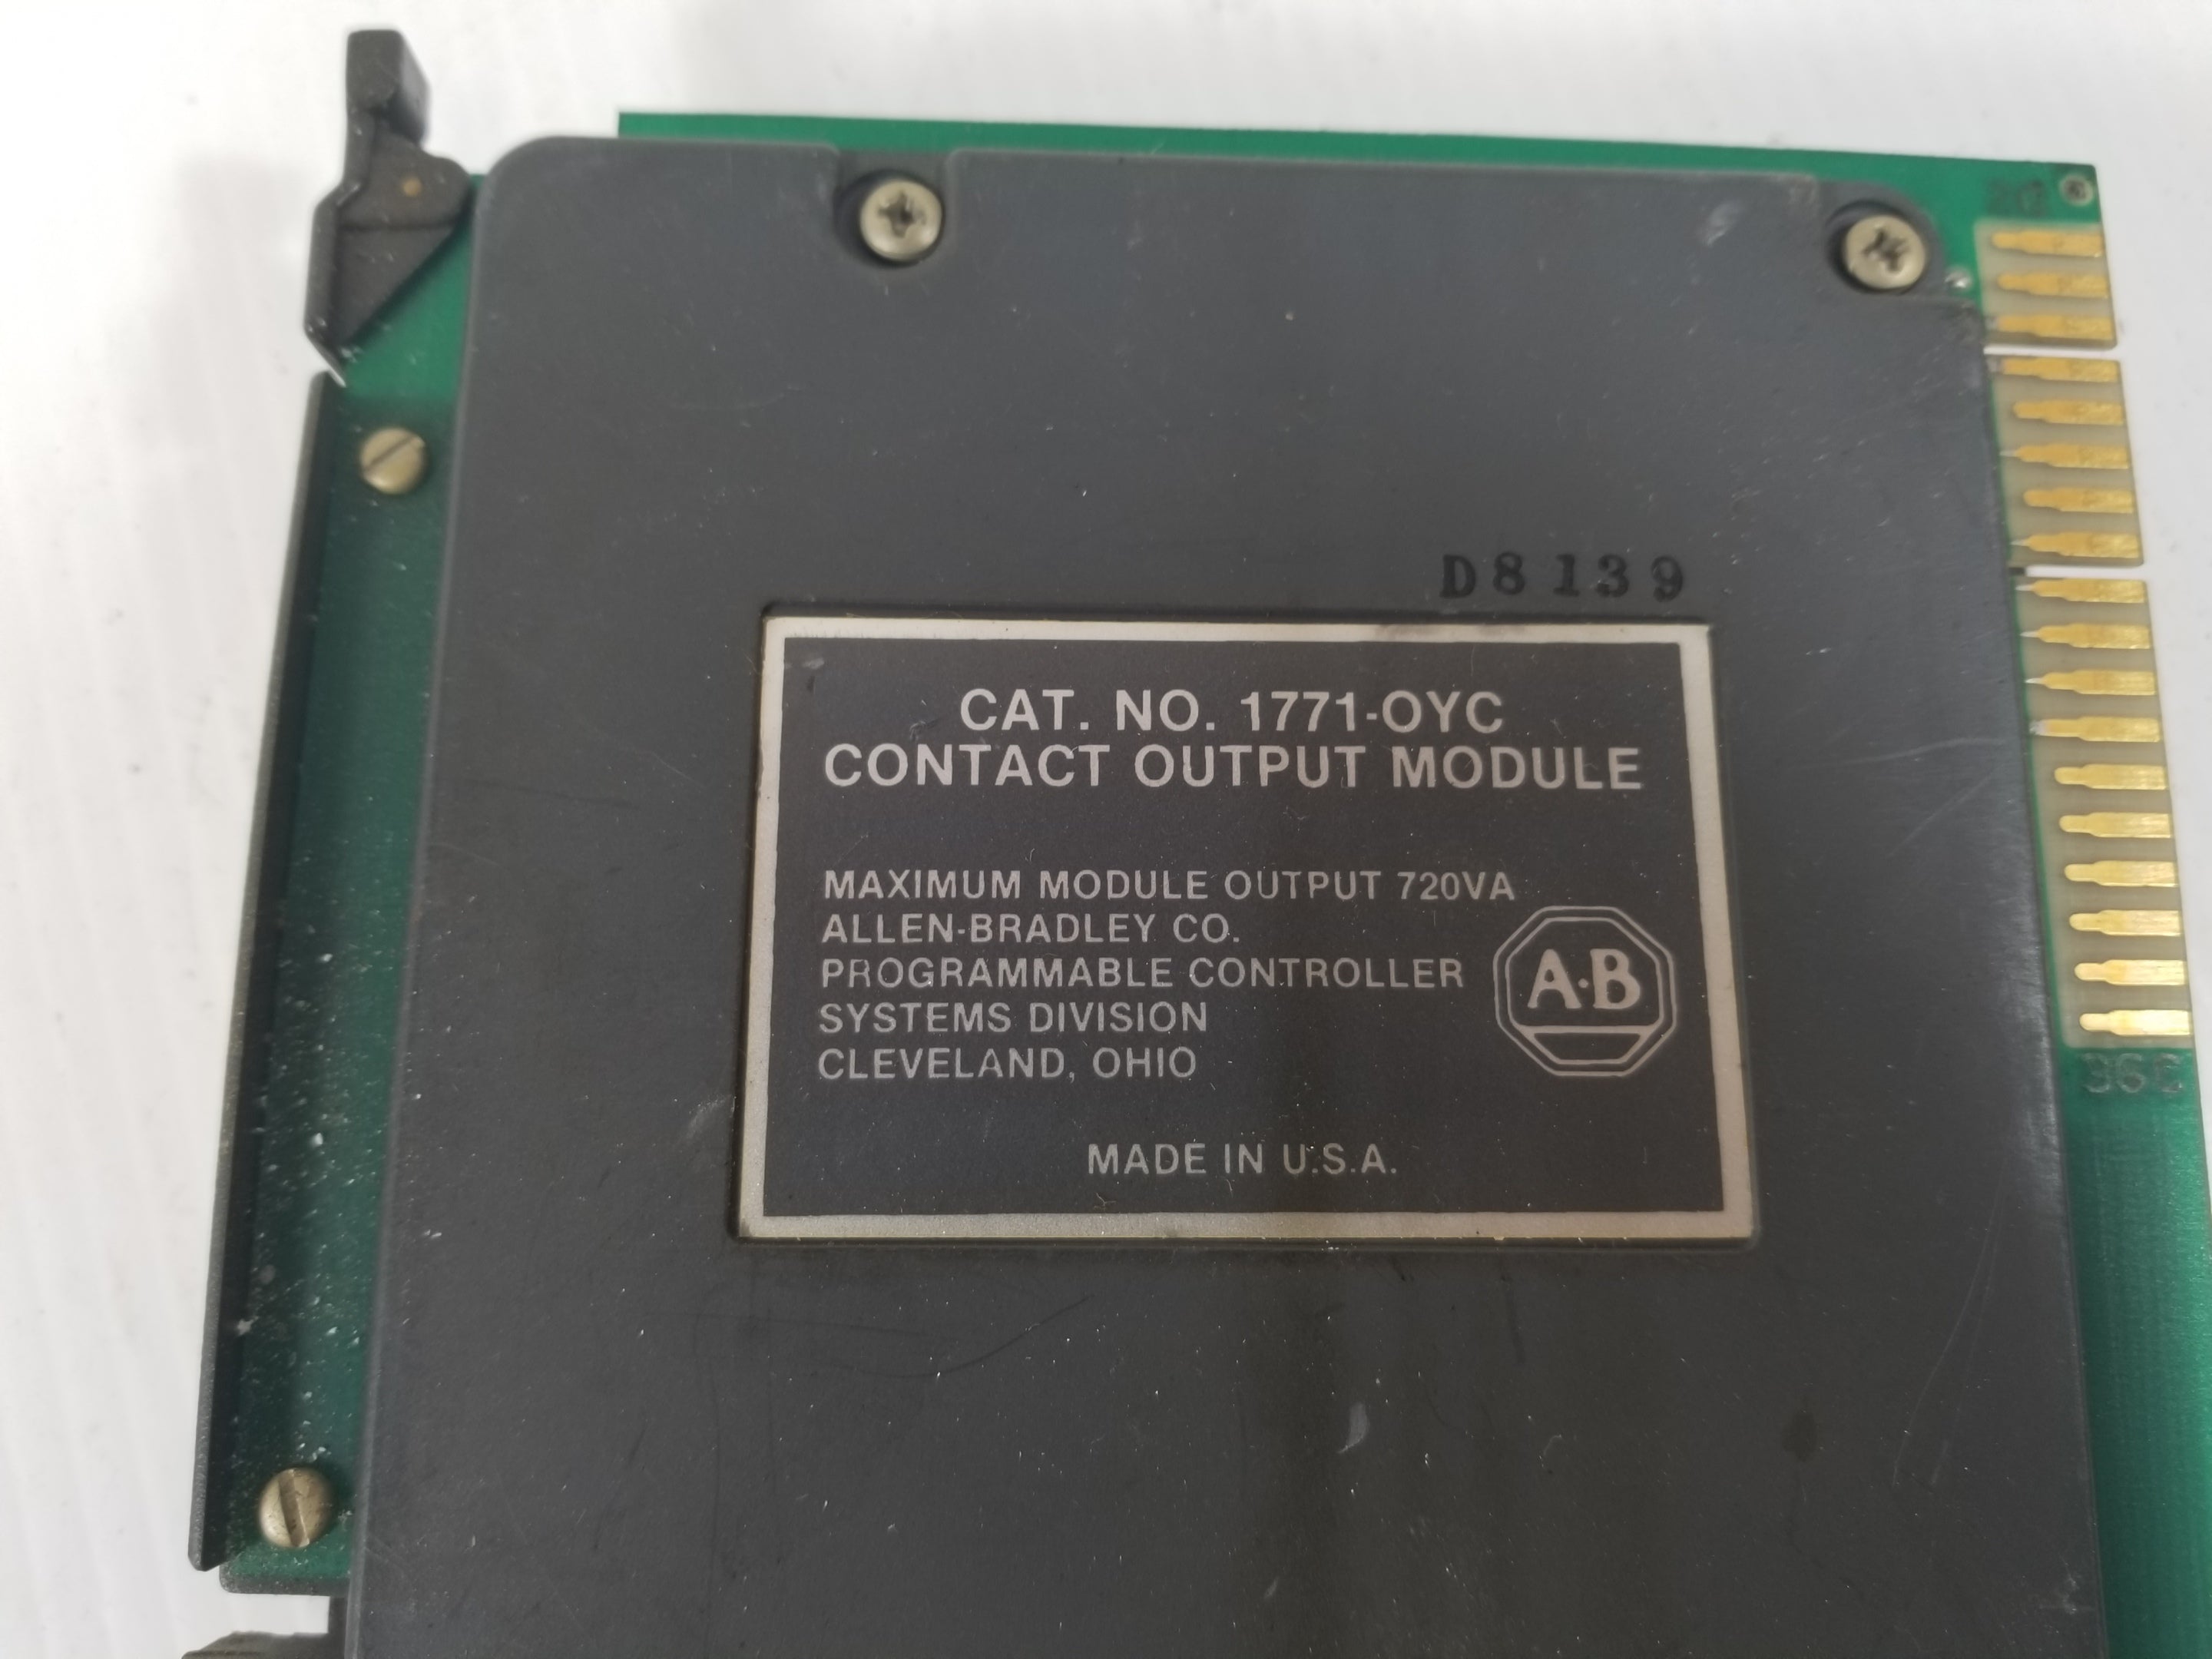 D8139
CAT. NO. 1771-OYC
CONTACT OUTPUT MODULE
MAXIMUM MODULE OUTPUT 720VA
ALLEN-BRADLEY CO.
PROGRAMMABLE CONTROLLER
SYSTEMS DIVISION
CLEVELAND, OHIO
A·B
MADE IN U.S.A.